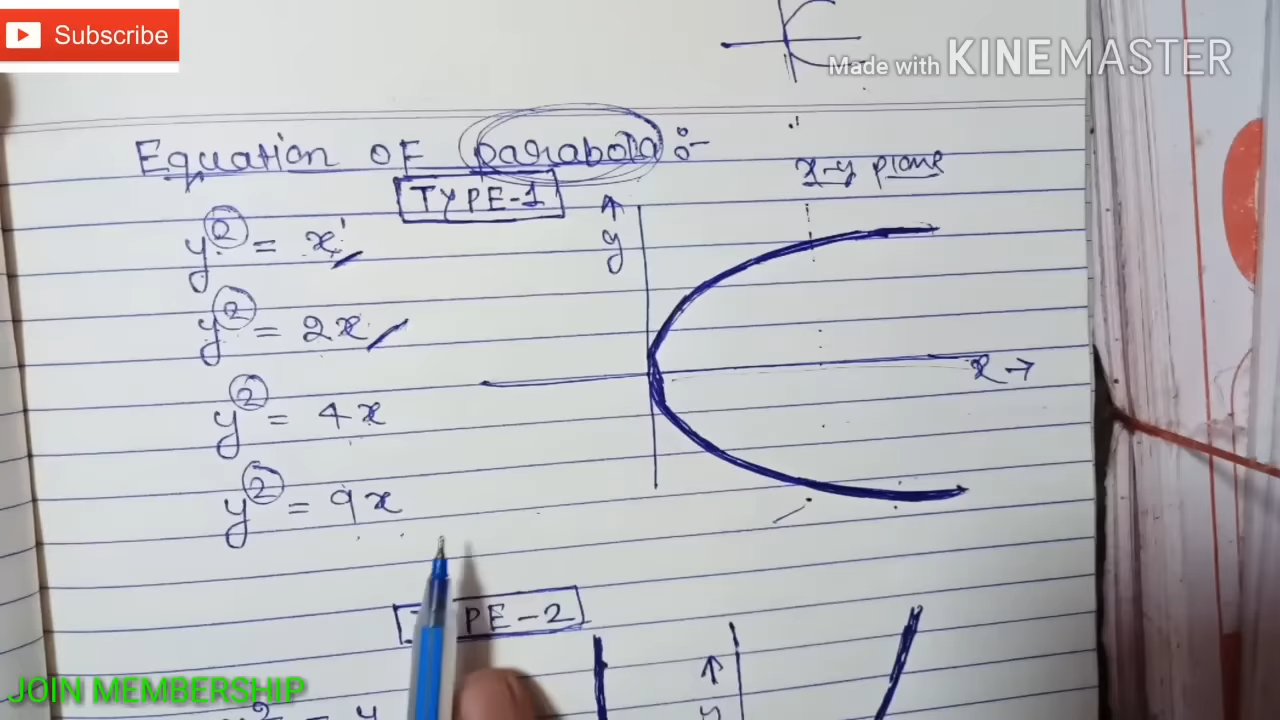 Subscribe
Made with KINEMASTER
Equation OF parabola :-
TYPE-1
x-y plane
y² = x¹
y
y² = 2x
x →
y² = 4x
y² = 9x
PE-2
y
JOIN MEMBERSHIP